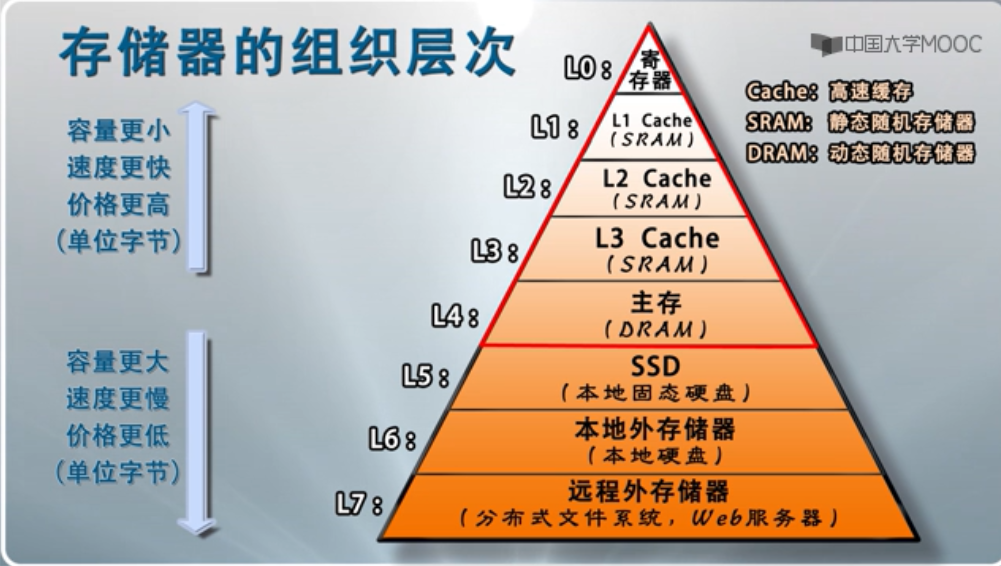 存储器的组织层次
中国大学MOOC
Cache：高速缓存
SRAM：静态随机存储器
DRAM：动态随机存储器
容量更小
速度更快
价格更高
（单位字节）
容量更大
速度更慢
价格更低
（单位字节）
L0：
寄
存器
L1：
L1 Cache
(SRAM)
L2：
L2 Cache
(SRAM)
L3：
L3 Cache
(SRAM)
L4：
主存
(DRAM)
L5：
SSD
（本地固态硬盘）
L6：
本地外存储器
（本地硬盘）
L7：
远程外存储器
（分布式文件系统，Web服务器）